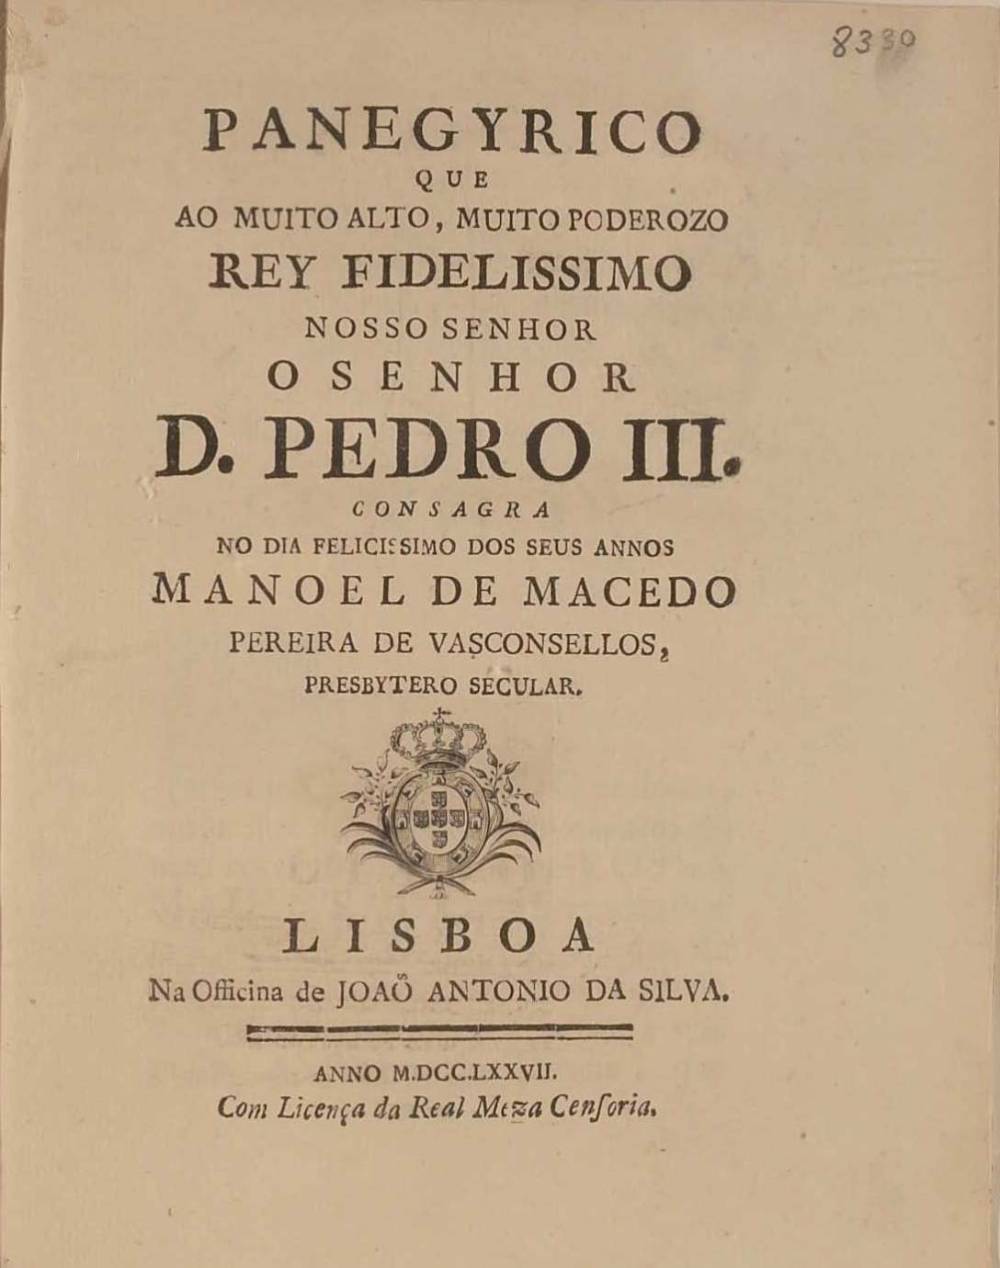 8330
PANEGYRICO
QUE
AO MUITO ALTO, MUITO PODEROZO
REY FIDELISSIMO
NOSSO SENHOR
O SENHOR
D. PEDRO III.
CONSAGRA
NO DIA FELICISSIMO DOS SEUS ANNOS
MANOEL DE MACEDO
PEREIRA DE VASCONSELLOS,
PRESBYTERO SECULAR.
LISBOA
Na Officina de JOAÕ ANTONIO DA SILVA.
ANNO M.DCC.LXXVII.
Com Licença da Real Meza Cenſoria.